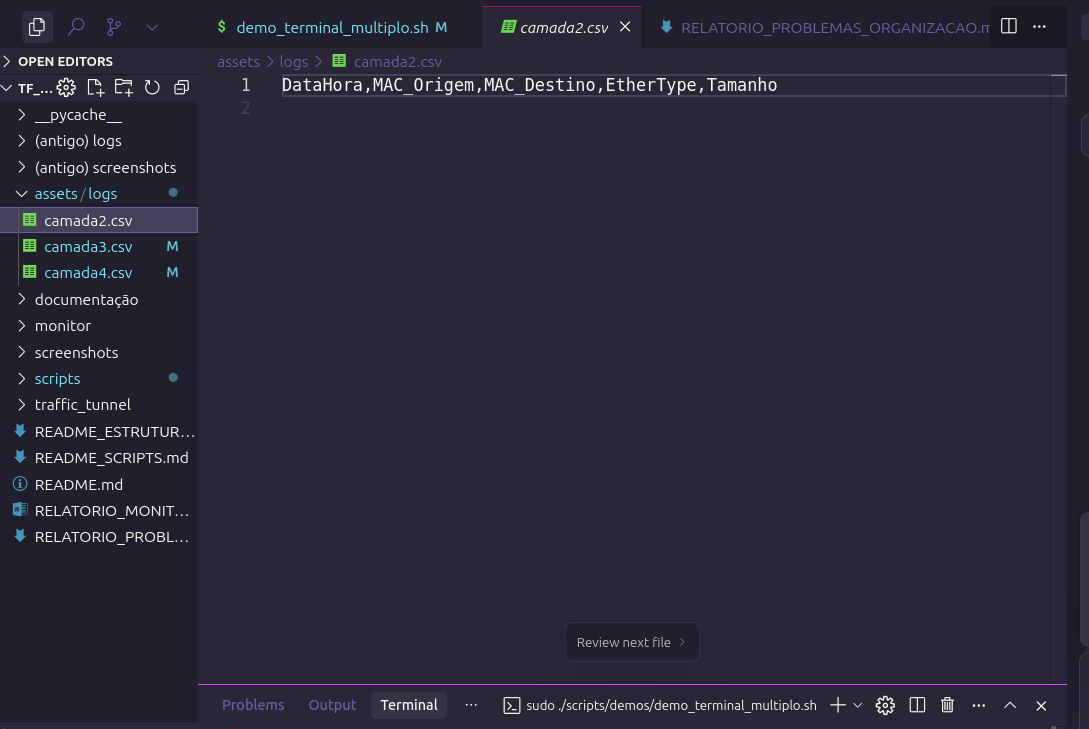 $ demo_terminal_multiplo.sh M
camada2.csv
RELATORIO_PROBLEMAS_ORGANIZACAO.m
OPEN EDITORS
TF_...
__pycache__
(antigo) logs
(antigo) screenshots
assets/logs
camada2.csv
camada3.csv M
camada4.csv M
documentação
monitor
screenshots
scripts
traffic_tunnel
README_ESTRUTUR...
README_SCRIPTS.md
README.md
RELATORIO_MONIT...
RELATORIO_PROBL...
assets > logs > camada2.csv
1 DataHora,MAC_Origem,MAC_Destino,EtherType,Tamanho
2
Review next file
Problems Output Terminal ... sudo ./scripts/demos/demo_terminal_multiplo.sh